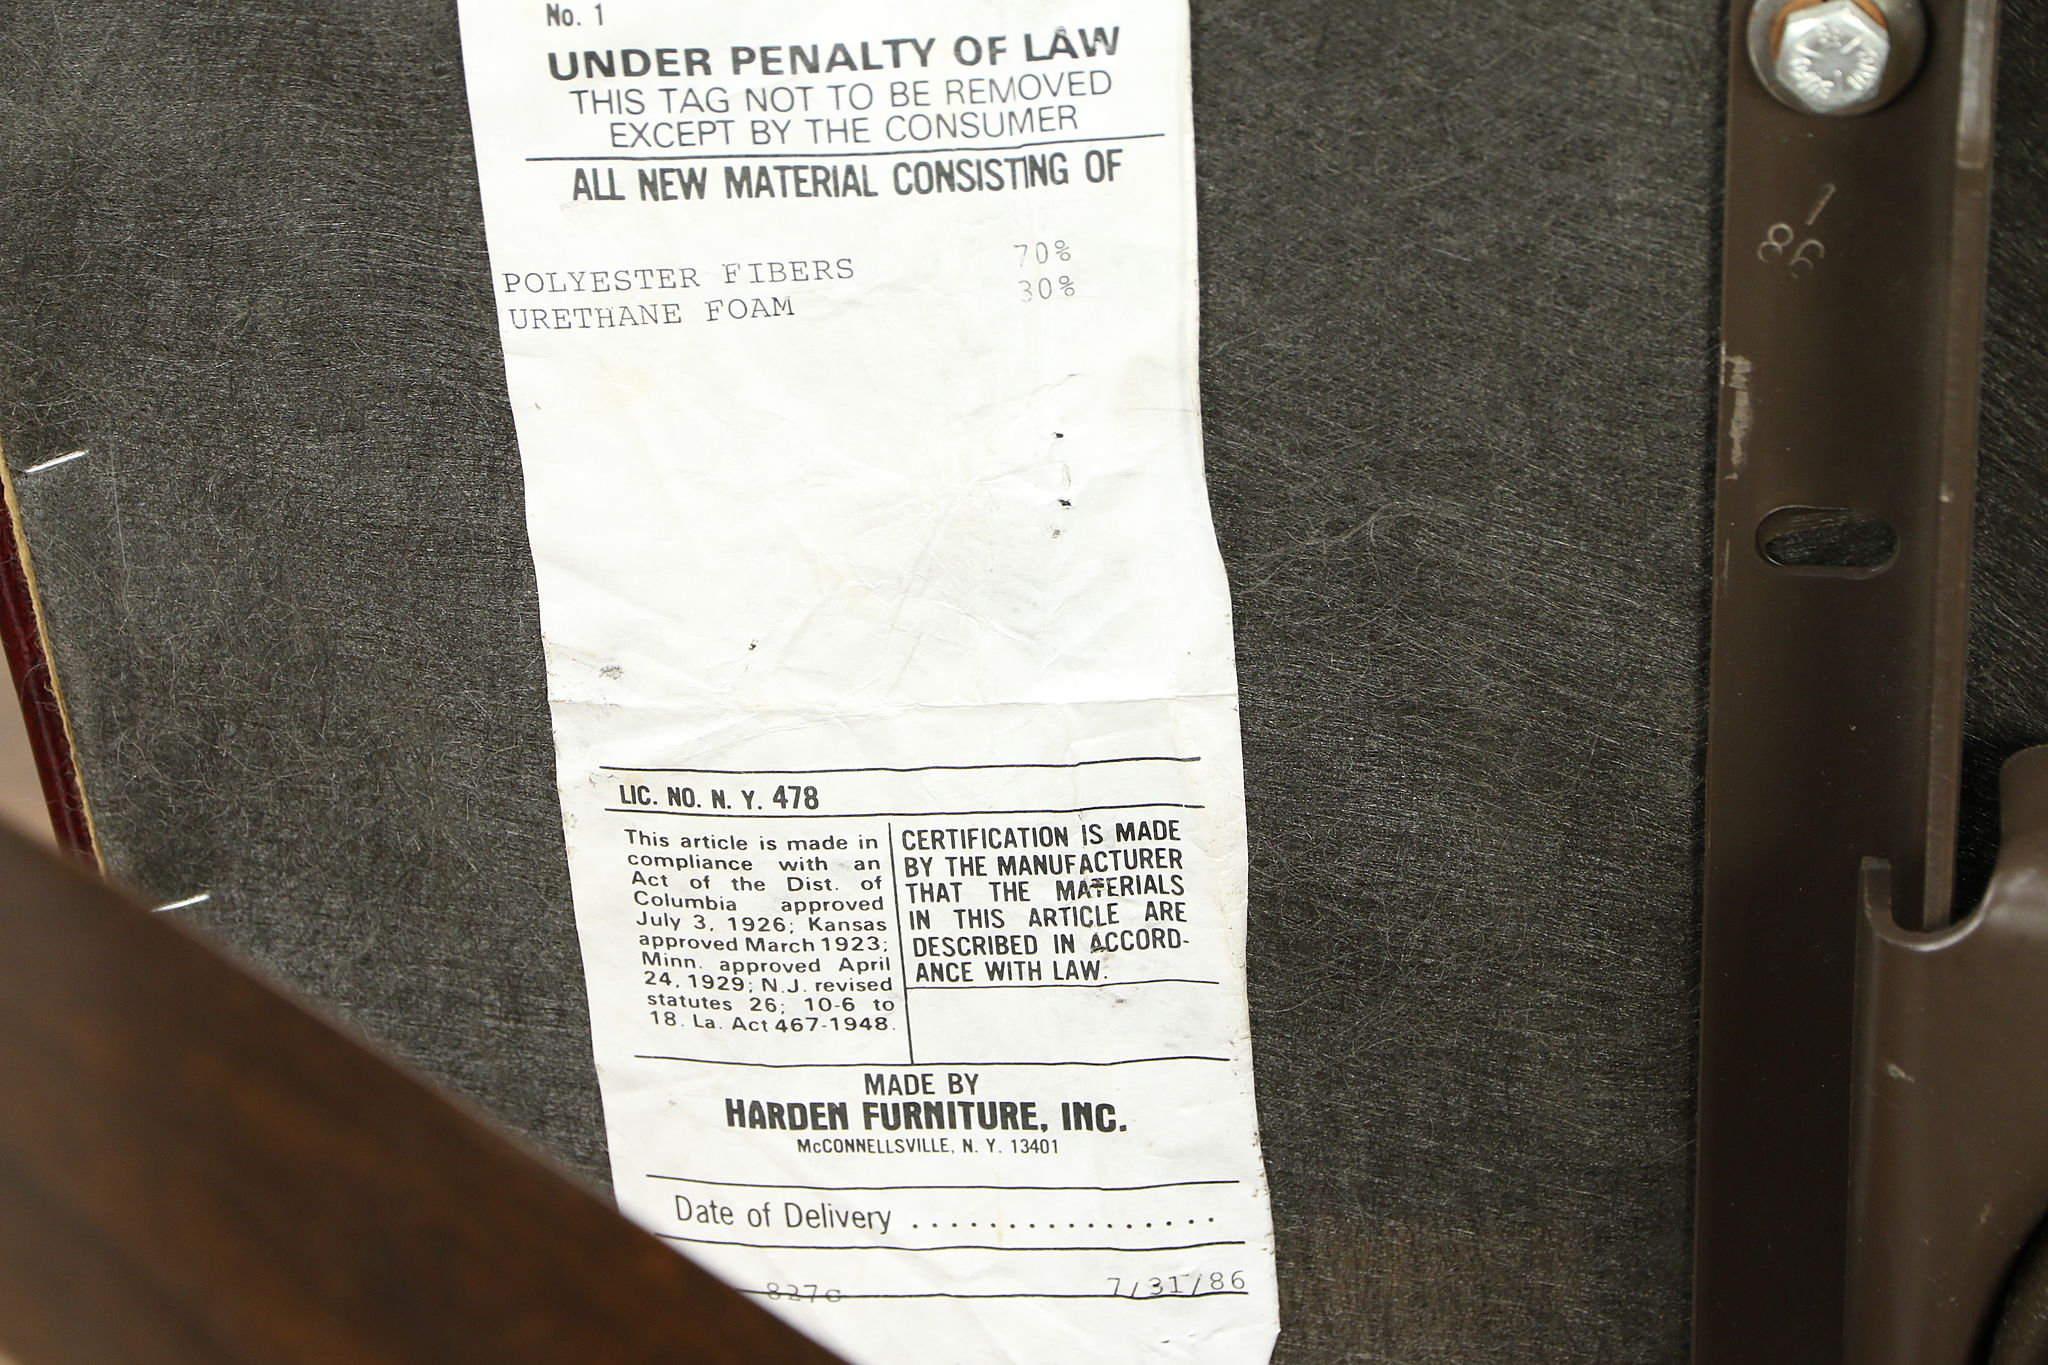 No. 1
UNDER PENALTY OF LAW
THIS TAG NOT TO BE REMOVED
EXCEPT BY THE CONSUMER
ALL NEW MATERIAL CONSISTING OF
POLYESTER FIBERS 70%
URETHANE FOAM 30%
LIC. NO. N. Y. 478
This article is made in
compliance with an
Act of the Dist. of
Columbia approved
July 3, 1926; Kansas
approved March 1923;
Minn. approved April
24, 1929; N.J. revised
statutes 26; 10-6 to
18. La. Act 467-1948.
CERTIFICATION IS MADE
BY THE MANUFACTURER
THAT THE MATERIALS
IN THIS ARTICLE ARE
DESCRIBED IN ACCORD-
ANCE WITH LAW.
MADE BY
HARDEN FURNITURE, INC.
McCONNELLSVILLE, N. Y. 13401
Date of Delivery ................
7/31/86
1
86